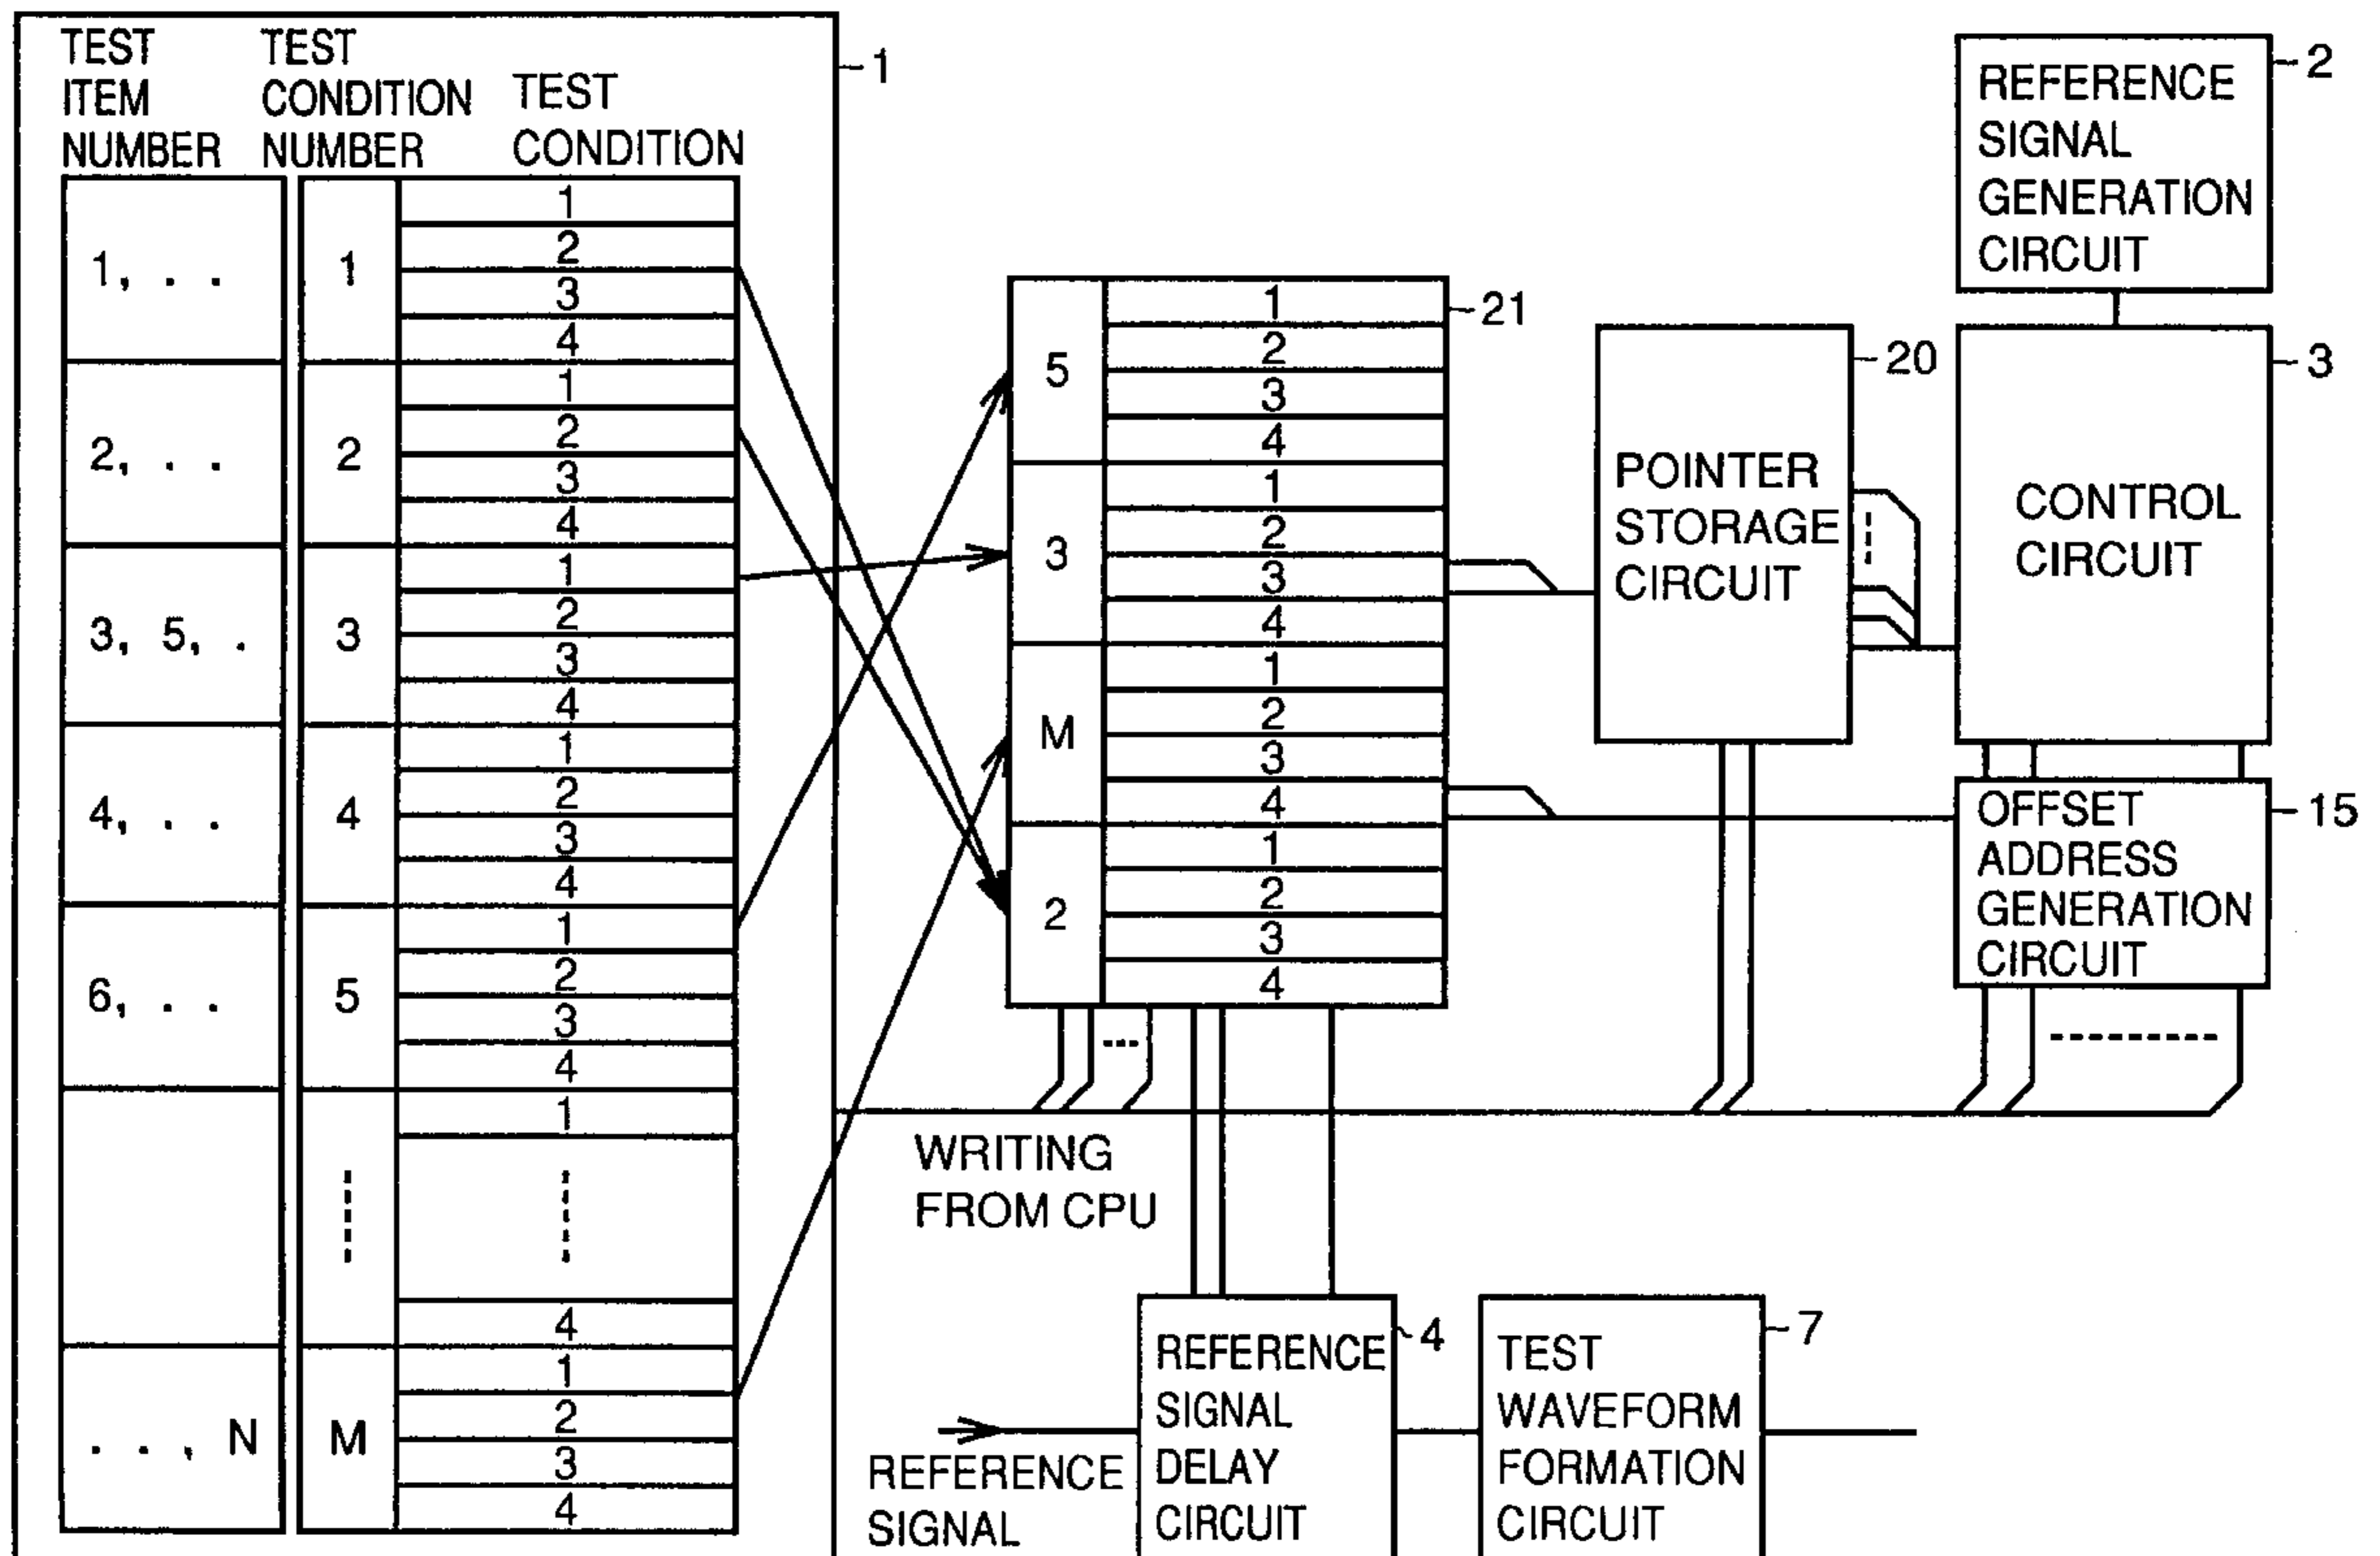 TEST ITEM NUMBER
TEST CONDITION NUMBER
TEST CONDITION
1
1, . .
1
1
2
3
4
2, . .
2
1
2
3
4
3, 5, .
3
1
2
3
4
4, . .
4
1
2
3
4
6, . .
5
1
2
3
4
1
4
. . , N
M
1
2
3
4
21
5
1
2
3
4
3
1
2
3
4
M
1
2
3
4
2
1
2
3
4
POINTER
STORAGE
CIRCUIT
20
REFERENCE
SIGNAL
GENERATION
CIRCUIT
2
CONTROL
CIRCUIT
3
OFFSET
ADDRESS
GENERATION
CIRCUIT
15
WRITING
FROM CPU
REFERENCE
SIGNAL
REFERENCE
SIGNAL
DELAY
CIRCUIT
4
TEST
WAVEFORM
FORMATION
CIRCUIT
7